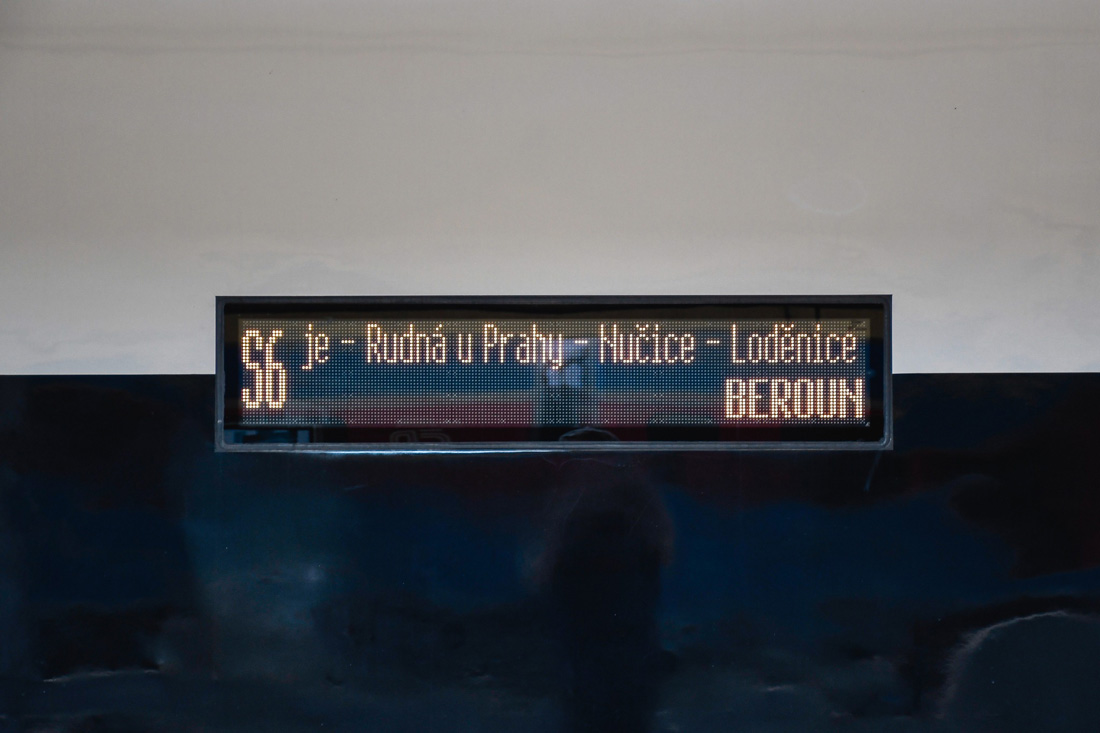 S6 je - Rudná u Prahy - Nučice - Loděnice
BEROUN